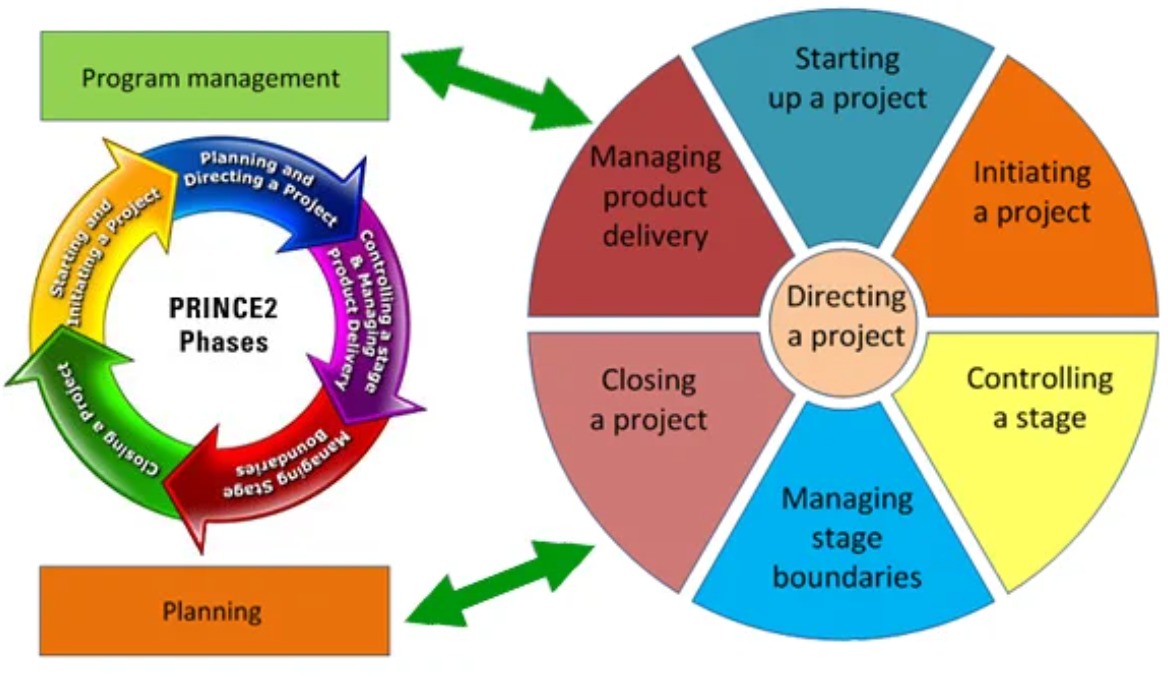 Program management
Planning and
Directing a Project
Controlling a stage
& Managing
Product Delivery
Managing Stage
Boundaries
Closing a Project
Starting and
Initiating a Project
PRINCE2
Phases
Planning
Starting
up a project
Initiating
a project
Controlling
a stage
Managing
stage
boundaries
Closing
a project
Managing
product
delivery
Directing
a project